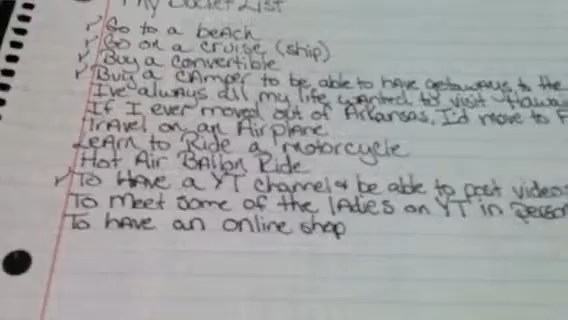 My Bucket List
✓ Go to a beach
✓ Go on a cruise (ship)
✓ Buy a convertible
✓ Buy a camper to be able to have getaways to the
I've always all my life wanted to visit Hawaii
If I ever moved out of Arkansas, I'd move to F
Travel on an Airplane
Learn to Ride a motorcycle
Hot Air Ballon Ride
✓ To Have a YT channel & be able to post videos
To meet some of the ladies on YT in person
To have an online shop